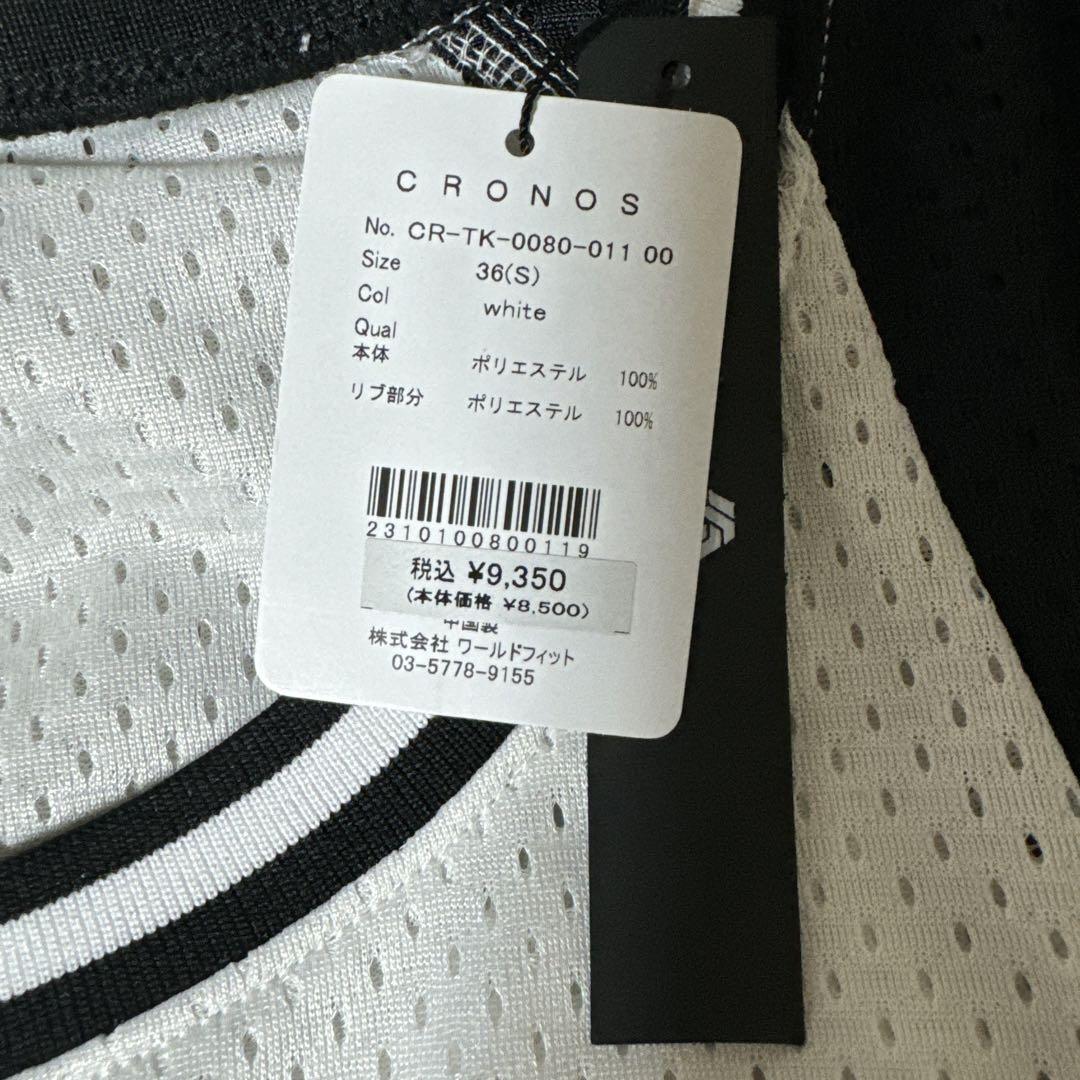 CRONOS
No. CR-TK-0080-011 00
Size 36(S)
Col white
Qual
本体 ポリエステル 100%
リブ部分 ポリエステル 100%
2310100800119
税込 ¥9,350
(本体価格 ¥8,500)
中国製
株式会社 ワールドフィット
03-5778-9155